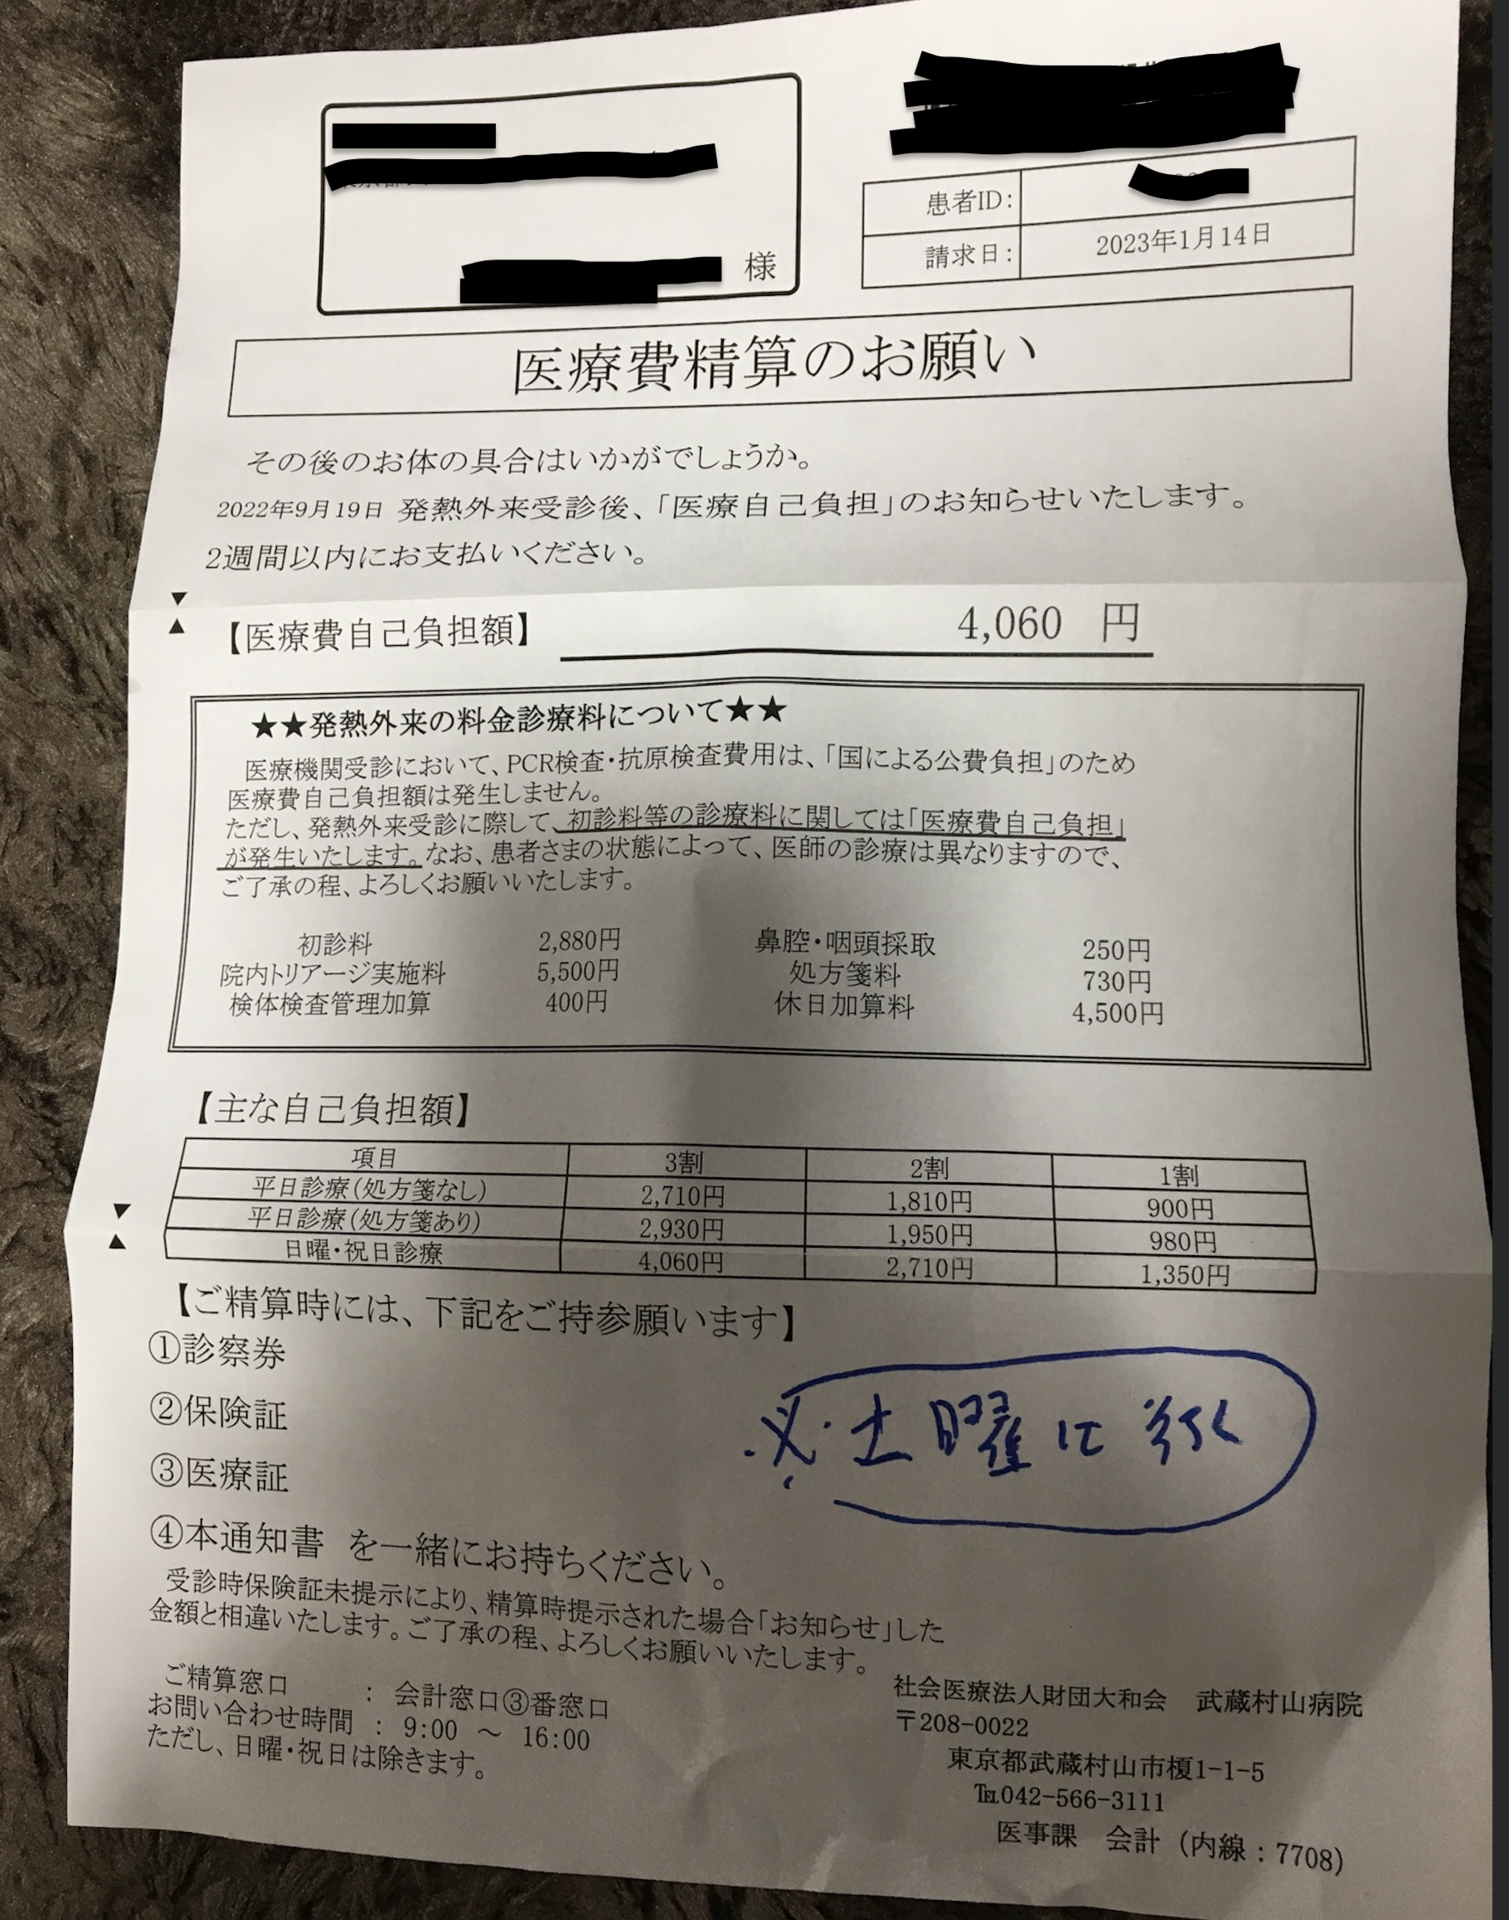 様
患者ID:
請求日: 2023年1月14日
医療費精算のお願い
その後のお体の具合はいかがでしょうか。
2022年9月19日 発熱外来受診後、「医療自己負担」のお知らせいたします。
2週間以内にお支払いください。
【医療費自己負担額】 4,060 円
★★発熱外来の料金診療料について★★
医療機関受診において、PCR検査・抗原検査費用は、「国による公費負担」のため
医療費自己負担額は発生しません。
ただし、発熱外来受診に際して、初診料等の診療料に関しては「医療費自己負担」
が発生いたします。なお、患者さまの状態によって、医師の診療は異なりますので、
ご了承の程、よろしくお願いいたします。
初診料 2,880円 鼻腔・咽頭採取 250円
院内トリアージ実施料 5,500円 処方箋料 730円
検体検査管理加算 400円 休日加算料 4,500円
【主な自己負担額】
項目 3割 2割 1割
平日診療(処方箋なし) 2,710円 1,810円 900円
平日診療(処方箋あり) 2,930円 1,950円 980円
日曜・祝日診療 4,060円 2,710円 1,350円
【ご精算時には、下記をご持参願います】
①診察券
②保険証
③医療証
※土曜に行く
④本通知書 を一緒にお持ちください。
受診時保険証未提示により、精算時提示された場合「お知らせ」した
金額と相違いたします。ご了承の程、よろしくお願いいたします。
ご精算窓口 : 会計窓口③番窓口
お問い合わせ時間 : 9:00 ~ 16:00
ただし、日曜・祝日は除きます。
社会医療法人財団大和会 武蔵村山病院
〒208-0022
東京都武蔵村山市榎1-1-5
℡042-566-3111
医事課 会計 (内線:7708)